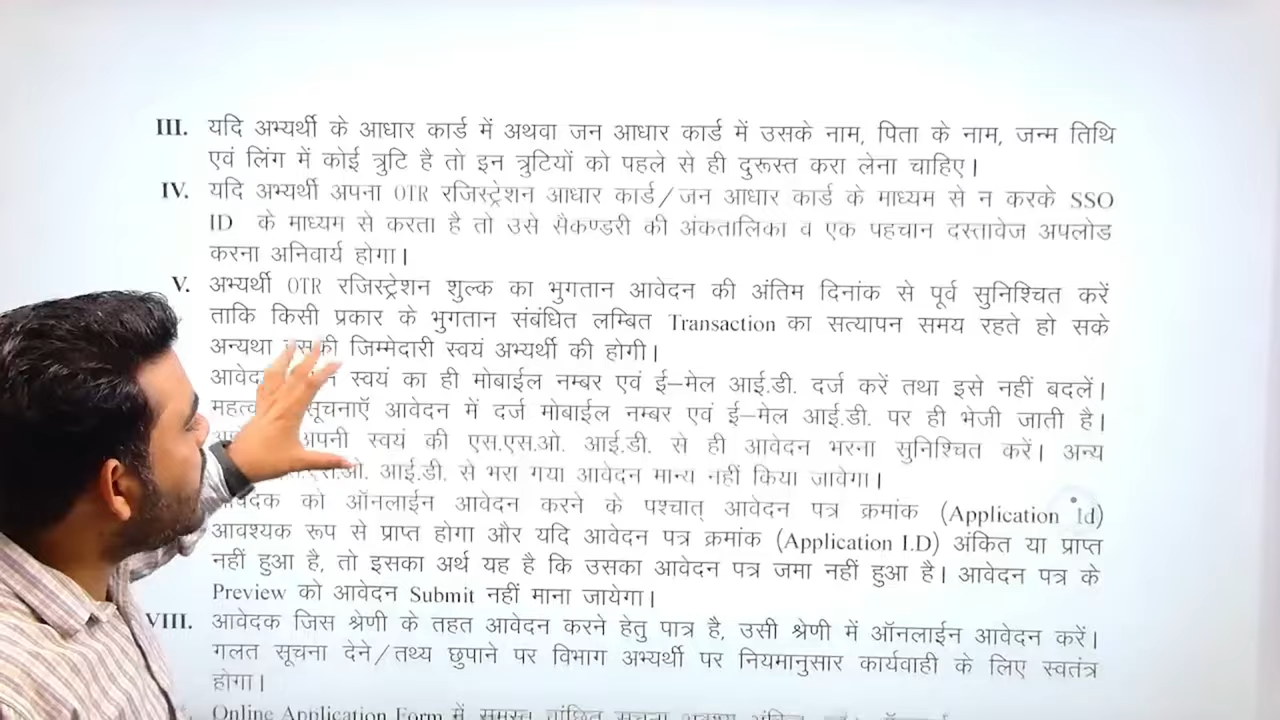 III. यदि अभ्यर्थी के आधार कार्ड में अथवा जन आधार कार्ड में उसके नाम, पिता के नाम, जन्म तिथि
एवं लिंग में कोई त्रुटि है तो इन त्रुटियों को पहले से ही दुरूस्त करा लेना चाहिए।
IV. यदि अभ्यर्थी अपना OTR रजिस्ट्रेशन आधार कार्ड/जन आधार कार्ड के माध्यम से न करके SSO
ID के माध्यम से करता है तो उसे सैकण्डरी की अंकतालिका व एक पहचान दस्तावेज अपलोड
करना अनिवार्य होगा।
V. अभ्यर्थी OTR रजिस्ट्रेशन शुल्क का भुगतान आवेदन की अंतिम दिनांक से पूर्व सुनिश्चित करें
ताकि किसी प्रकार के भुगतान संबंधित लम्बित Transaction का सत्यापन समय रहते हो सके
अन्यथा उसकी जिम्मेदारी स्वयं अभ्यर्थी की होगी।
स्वयं का ही मोबाईल नम्बर एवं ई–मेल आई.डी. दर्ज करें तथा इसे नहीं बदलें।
सूचनाऍ आवेदन में दर्ज मोबाईल नम्बर एवं ई–मेल आई.डी. पर ही भेजी जाती है।
अपनी स्वयं की एस.एस.ओ. आई.डी. से ही आवेदन भरना सुनिश्चित करें। अन्य
आई.डी. से भरा गया आवेदन मान्य नहीं किया जावेगा।
को ऑनलाईन आवेदन करने के पश्चात् आवेदन पत्र क्रमांक (Application Id)
आवश्यक रूप से प्राप्त होगा और यदि आवेदन पत्र क्रमांक (Application I.D) अंकित या प्राप्त
नहीं हुआ है, तो इसका अर्थ यह है कि उसका आवेदन पत्र जमा नहीं हुआ है। आवेदन पत्र के
Preview को आवेदन Submit नहीं माना जायेगा।
VIII. आवेदक जिस श्रेणी के तहत आवेदन करने हेतु पात्र है, उसी श्रेणी में ऑनलाईन आवेदन करें।
गलत सूचना देने/तथ्य छुपाने पर विभाग अभ्यर्थी पर नियमानुसार कार्यवाही के लिए स्वतंत्र
होगा।
Online Application Form में समस्त